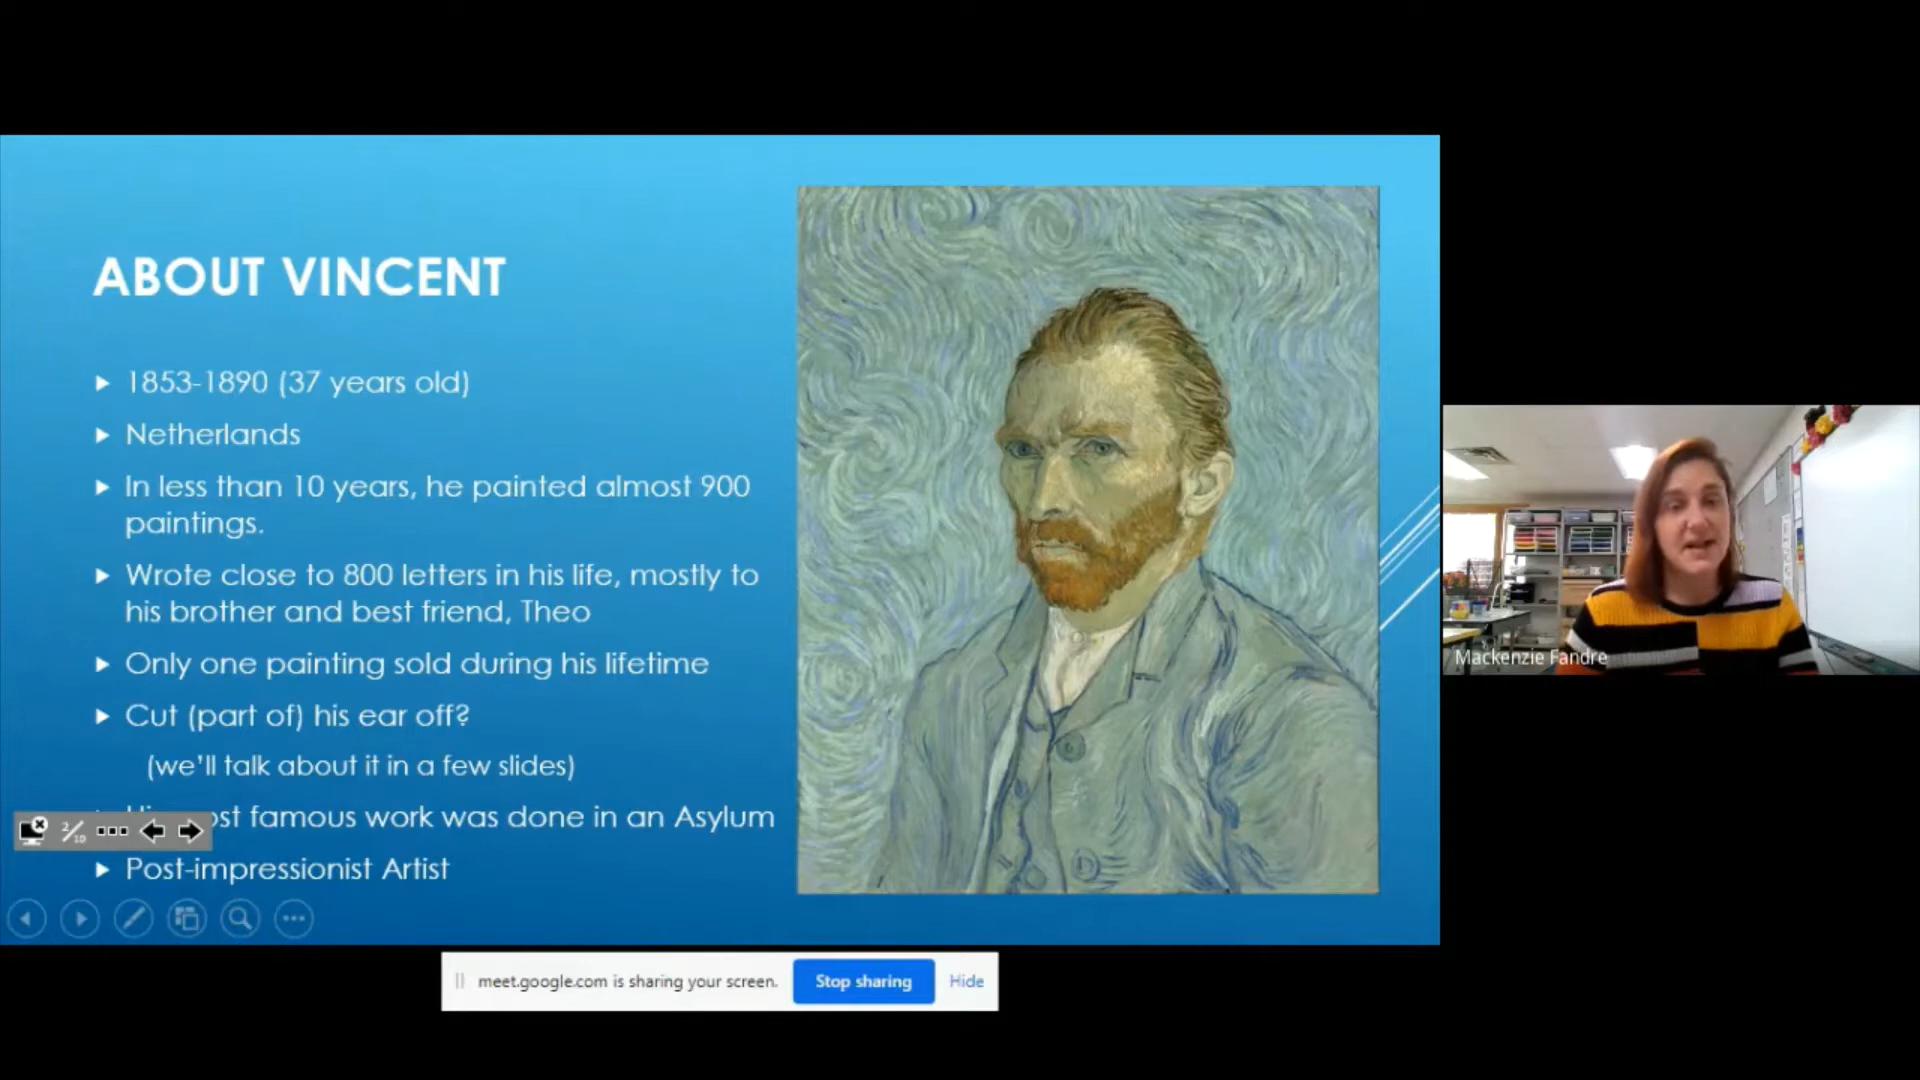 ABOUT VINCENT
1853-1890 (37 years old)
Netherlands
In less than 10 years, he painted almost 900
paintings.
Wrote close to 800 letters in his life, mostly to
his brother and best friend, Theo
Only one painting sold during his lifetime
Cut (part of) his ear off?
(we'll talk about it in a few slides)
famous work was done in an Asylum
2/10
Post-impressionist Artist
Mackenzie Fandre
meet.google.com is sharing your screen.
Stop sharing
Hide